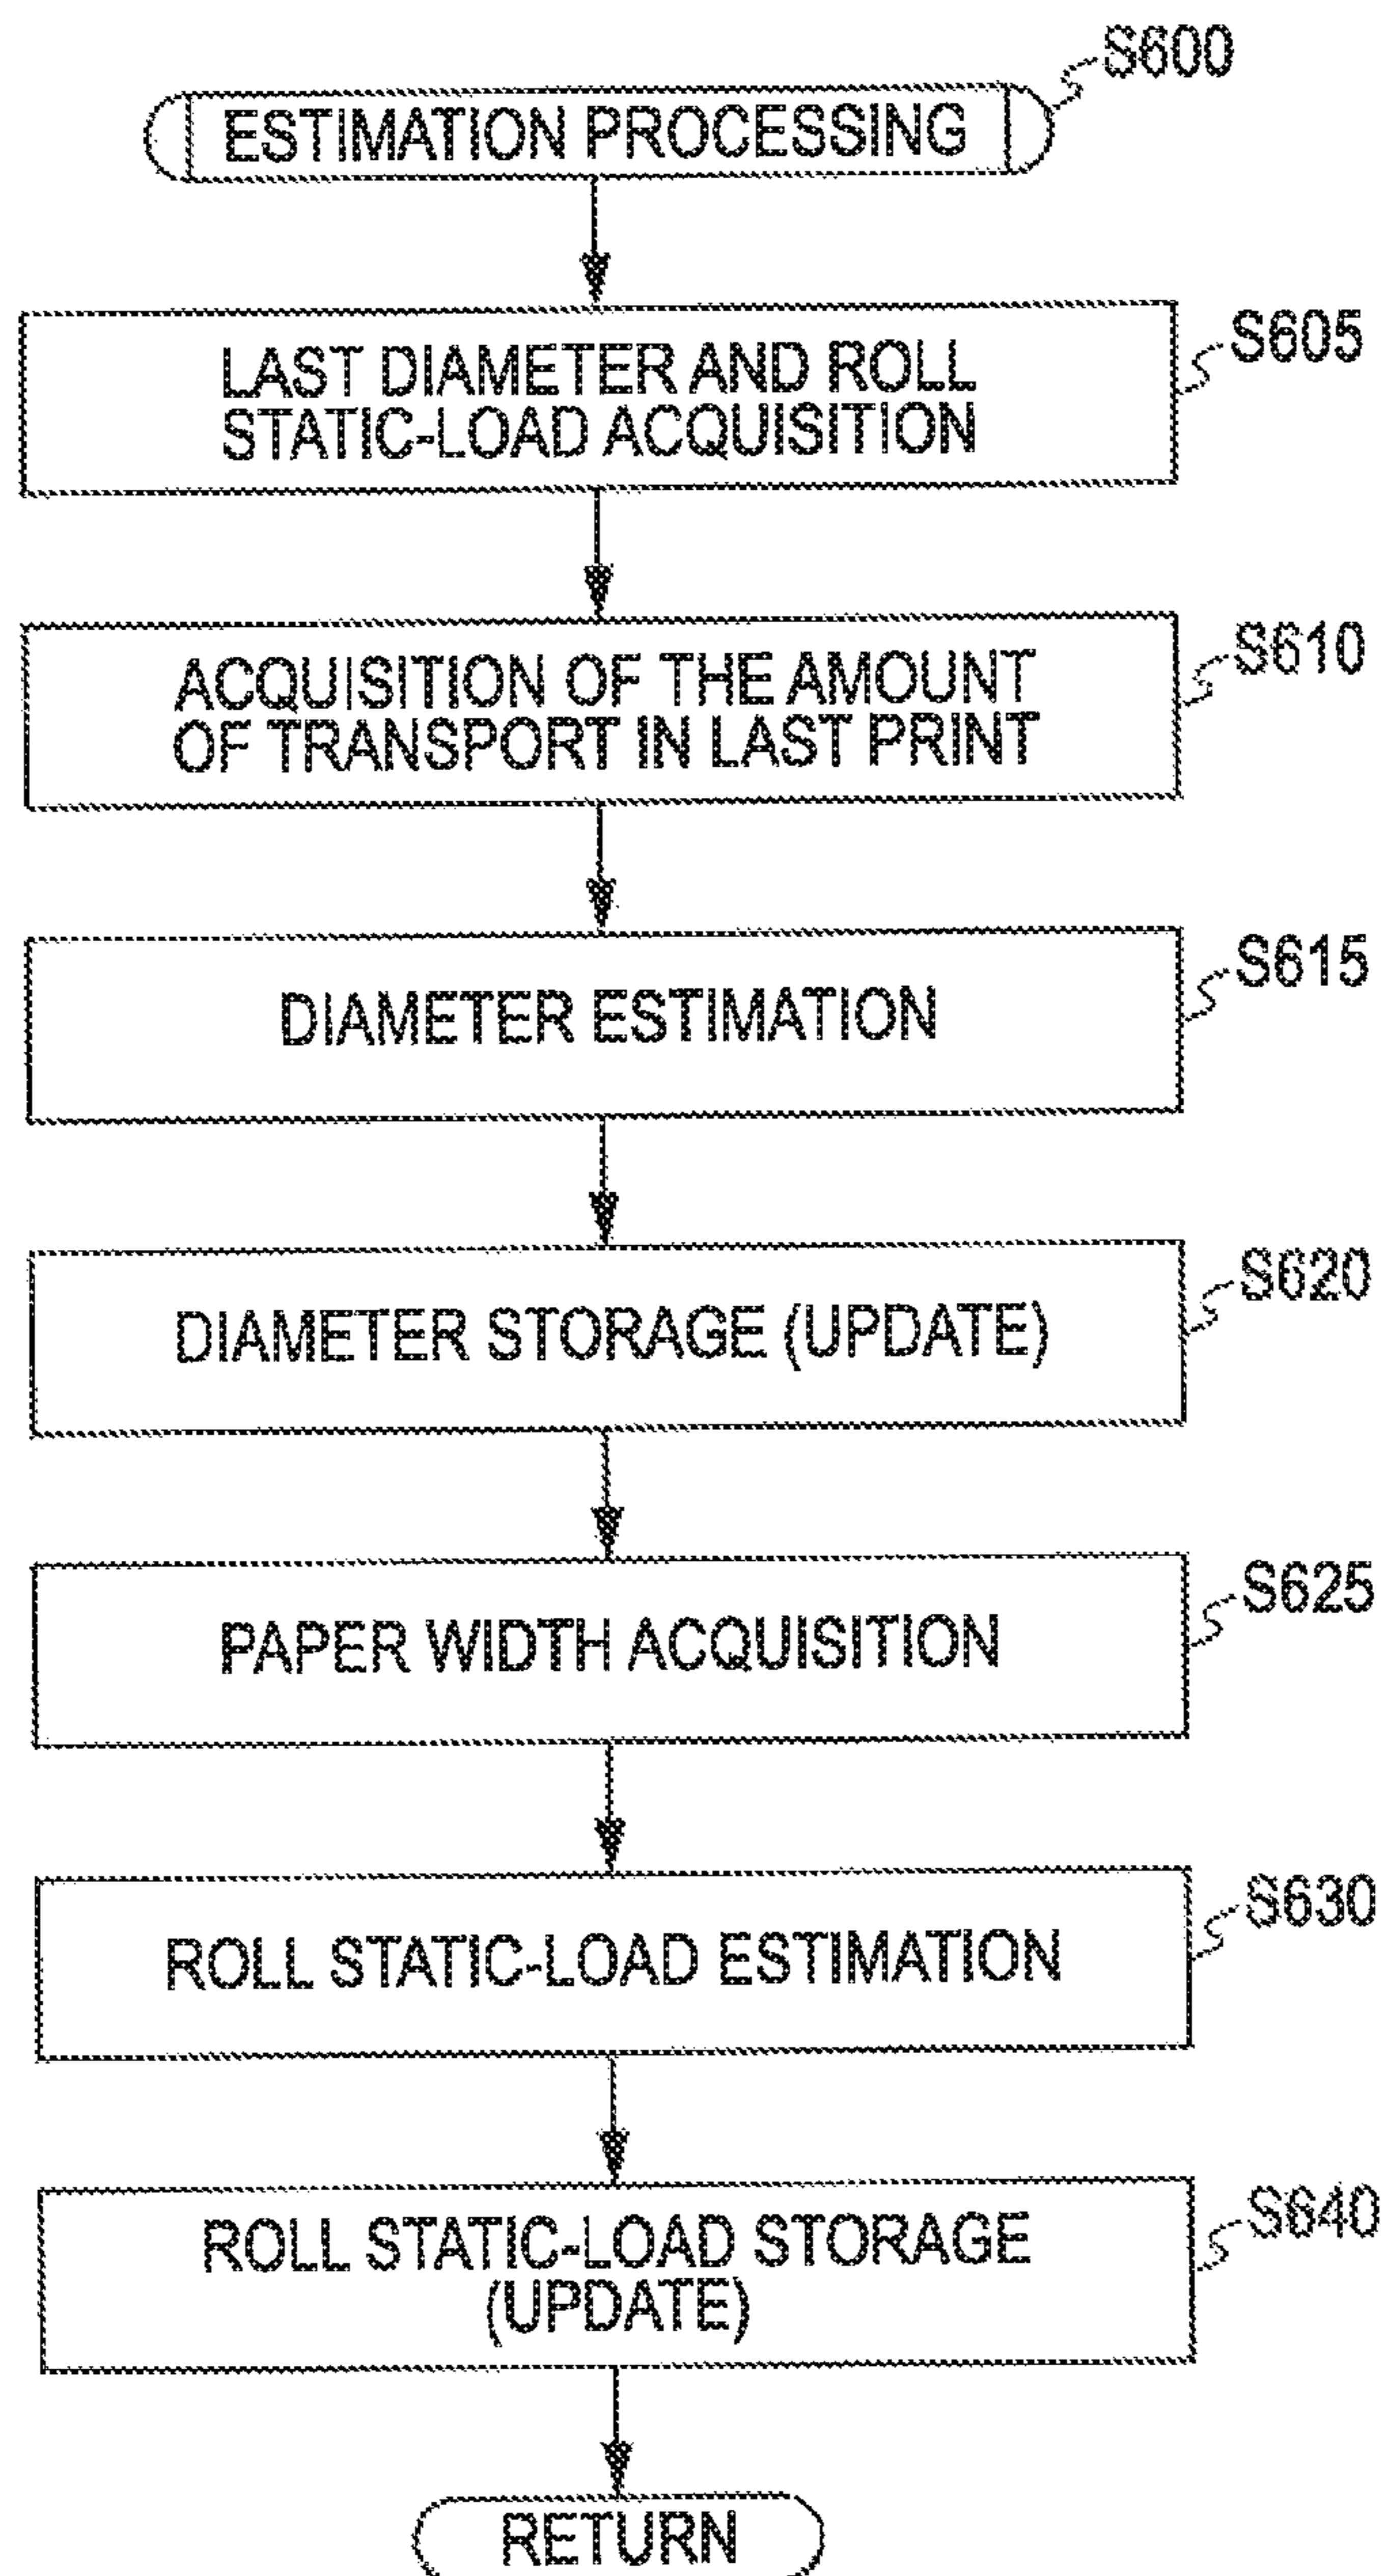 S600
ESTIMATION PROCESSING
S605
LAST DIAMETER AND ROLL
STATIC-LOAD ACQUISITION
S610
ACQUISITION OF THE AMOUNT
OF TRANSPORT IN LAST PRINT
S615
DIAMETER ESTIMATION
S620
DIAMETER STORAGE (UPDATE)
S625
PAPER WIDTH ACQUISITION
S630
ROLL STATIC-LOAD ESTIMATION
S640
ROLL STATIC-LOAD STORAGE
(UPDATE)
RETURN